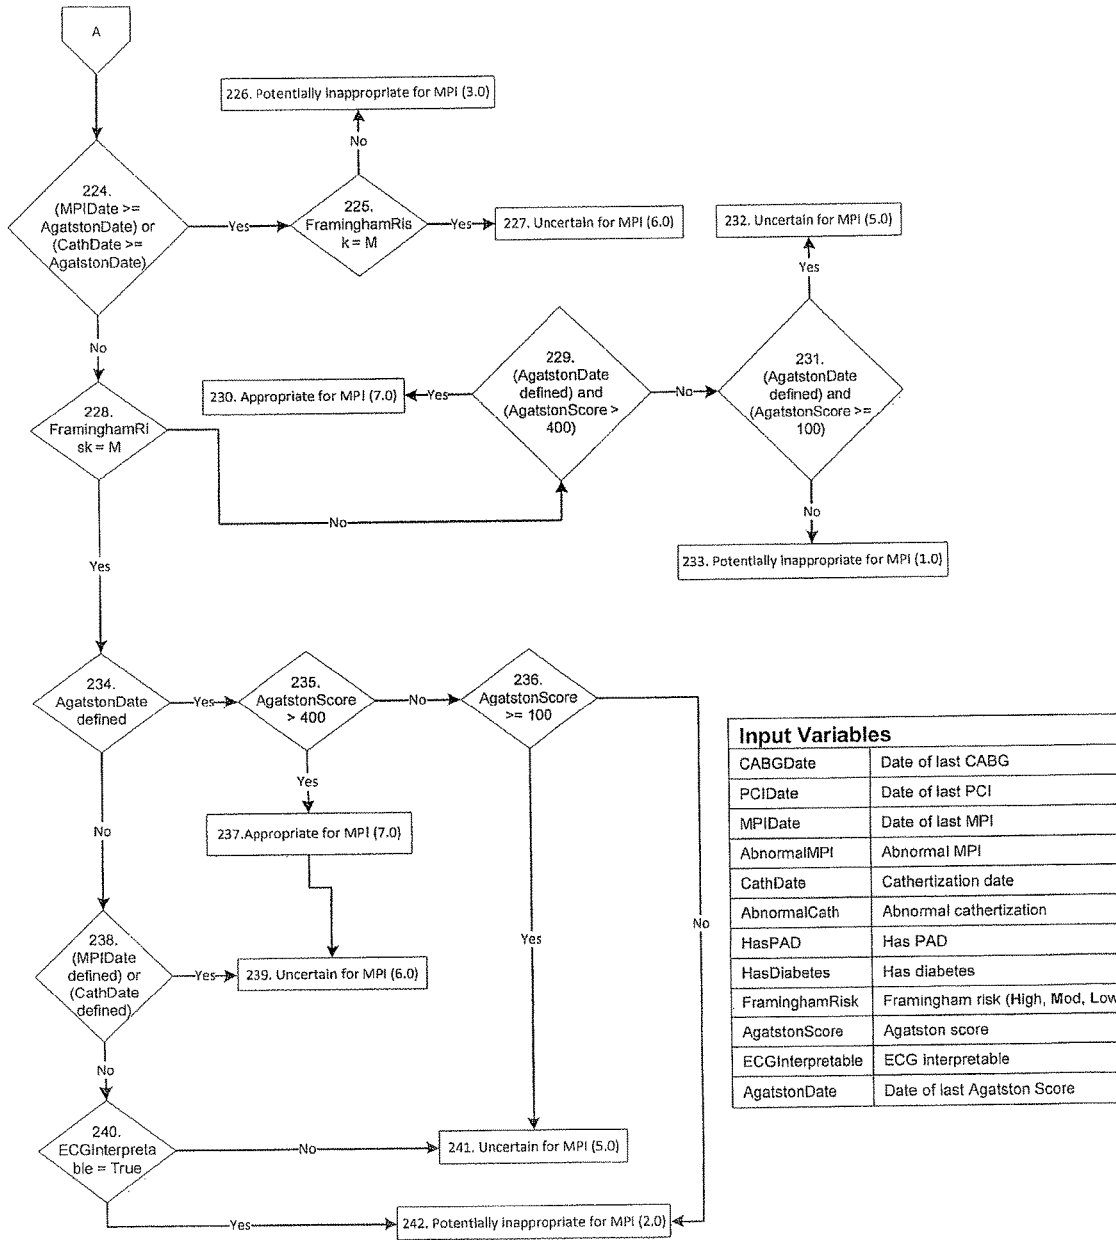 A
226. Potentially inappropriate for MPI (3.0)
No
224.
(MPIDate >=
AgatstonDate) or
(CathDate >=
AgatstonDate)
Yes
225.
FraminghamRis
k = M
Yes
227. Uncertain for MPI (6.0)
232. Uncertain for MPI (5.0)
Yes
No
229.
(AgatstonDate
defined) and
(AgatstonScore >
400)
231.
(AgatstonDate
defined) and
(AgatstonScore >=
100)
230. Appropriate for MPI (7.0)
Yes
No
228.
FraminghamRi
sk = M
No
No
233. Potentially inappropriate for MPI (1.0)
Yes
234.
AgatstonDate
defined
Yes
235.
AgatstonScore
> 400
No
236.
AgatstonScore
>= 100
Yes
No
237.Appropriate for MPI (7.0)
Input Variables
CABGDate Date of last CABG
PCIDate Date of last PCI
MPIDate Date of last MPI
AbnormalMPI Abnormal MPI
CathDate Cathertization date
AbnormalCath Abnormal cathertization
HasPAD Has PAD
HasDiabetes Has diabetes
FraminghamRisk Framingham risk (High, Mod, Low
AgatstonScore Agatston score
ECGInterpretable ECG interpretable
AgatstonDate Date of last Agatston Score
No
Yes
238.
(MPIDate
defined) or
(CathDate
defined)
Yes
239. Uncertain for MPI (6.0)
No
240.
ECGInterpreta
ble = True
No
241. Uncertain for MPI (5.0)
Yes
242. Potentially inappropriate for MPI (2.0)